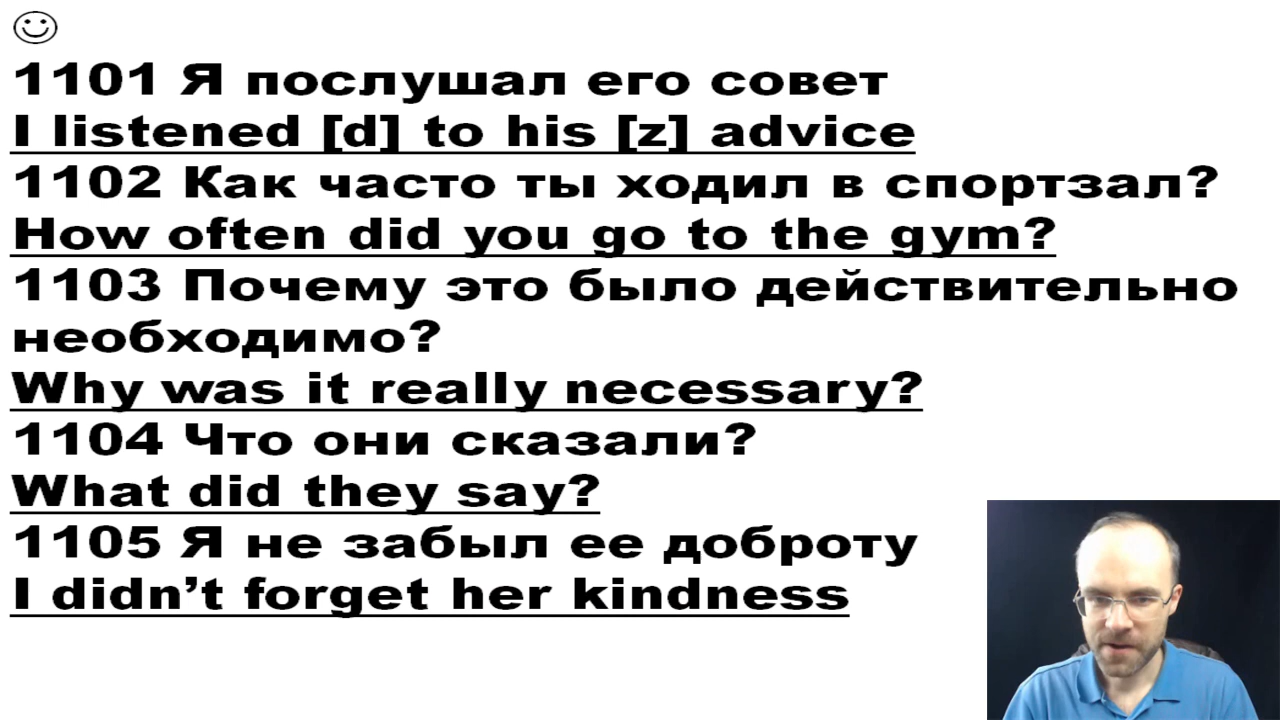 1101 Я послушал его совет
I listened [d] to his [z] advice
1102 Как часто ты ходил в спортзал?
How often did you go to the gym?
1103 Почему это было действительно
необходимо?
Why was it really necessary?
1104 Что они сказали?
What did they say?
1105 Я не забыл ее доброту
I didn’t forget her kindness